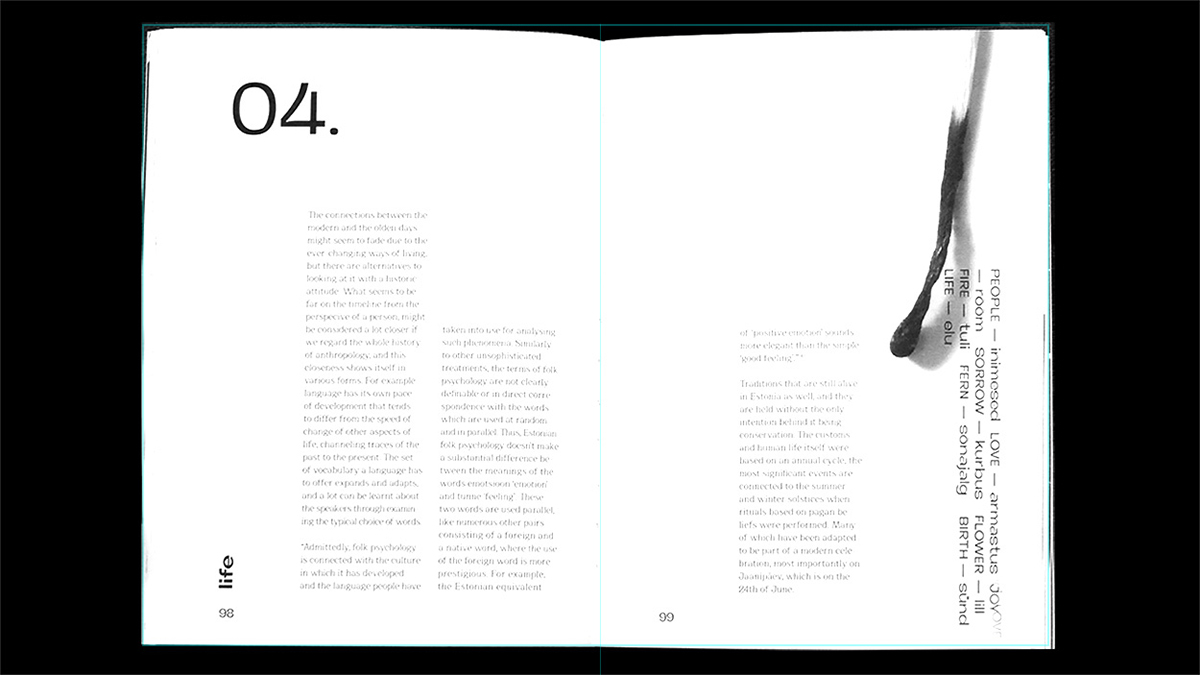 04.
The connections between the
modern and the olden days
might seem to fade due to the
ever changing ways of living,
but there are alternatives to
looking at it with a historic
attitude. What seems to be
far on the timeline from the
perspective of a person, might
be considered a lot closer if
we regard the whole history
of anthropology, and this
closeness shows itself in
various forms. For example
language has its own pace
of development that tends
to differ from the speed of
change of other aspects of
life, channeling traces of the
past to the present. The set
of vocabulary a language has
to offer expands and adapts,
and a lot can be learnt about
the speakers through examin
ing the typical choice of words.
"Admittedly, folk psychology
is connected with the culture
in which it has developed
and the language people have
taken into use for analysing
such phenomena. Similarly
to other unsophisticated
treatments, the terms of folk
psychology are not clearly
definable or in direct corre
spondence with the words
which are used at random
and in parallel. Thus, Estonian
folk psychology doesn't make
a substantial difference be
tween the meanings of the
words emotsioon 'emotion'
and tunne 'feeling'. These
two words are used parallel,
like numerous other pairs
consisting of a foreign and
a native word, where the use
of the foreign word is more
prestigious. For example,
the Estonian equivalent
life
98
of 'positive emotion' sounds
more elegant than the simple
'good feeling'."
Traditions that are still alive
in Estonia as well, and they
are held without the only
intention behind it being
conservation. The customs
and human life itself were
based on an annual cycle, the
most significant events are
connected to the summer
and winter solstices when
rituals based on pagan be
liefs were performed. Many
of which have been adapted
to be part of a modern cele
bration, most importantly on
Jaanipäev, which is on the
24th of June.
99
PEOPLE — inimesed LOVE — armastus JOY
— room SORROW — kurbus FLOWER — lill
FIRE — tuli FERN — sonajalg BIRTH — sünd
LIFE — elu